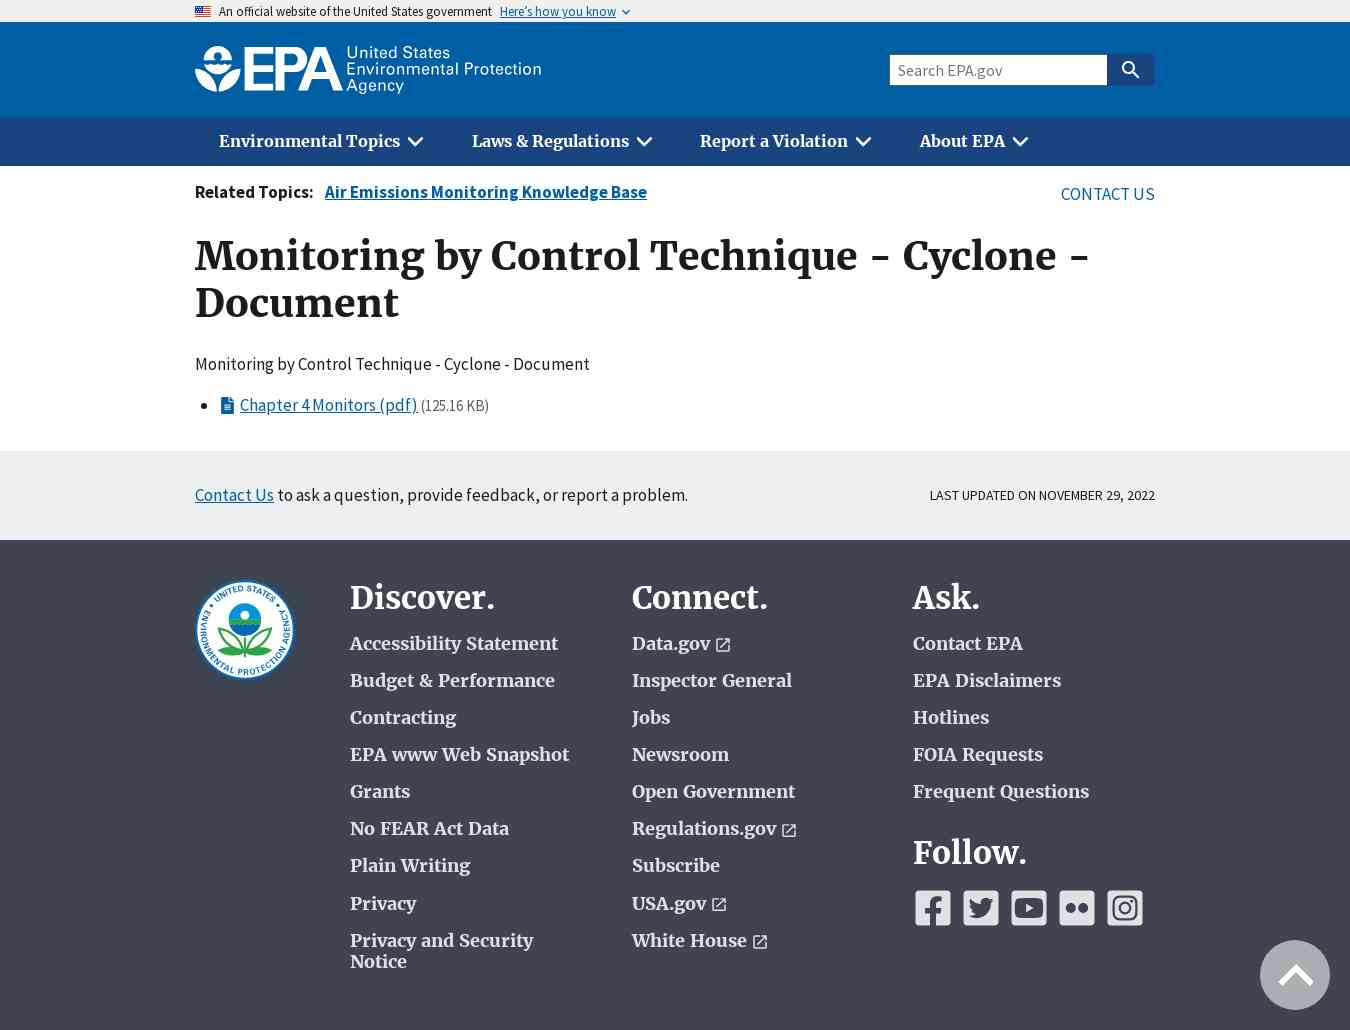 An official website of the United States government Here's how you know
EPA United States
Environmental Protection
Agency
Search EPA.gov
Environmental Topics Laws & Regulations Report a Violation About EPA
Related Topics: Air Emissions Monitoring Knowledge Base CONTACT US
Monitoring by Control Technique - Cyclone -
Document
Monitoring by Control Technique - Cyclone - Document
Chapter 4 Monitors (pdf) (125.16 KB)
Contact Us to ask a question, provide feedback, or report a problem. LAST UPDATED ON NOVEMBER 29, 2022
UNITED STATES
ENVIRONMENTAL PROTECTION AGENCY
Discover.
Accessibility Statement
Budget & Performance
Contracting
EPA www Web Snapshot
Grants
No FEAR Act Data
Plain Writing
Privacy
Privacy and Security
Notice
Connect.
Data.gov
Inspector General
Jobs
Newsroom
Open Government
Regulations.gov
Subscribe
USA.gov
White House
Ask.
Contact EPA
EPA Disclaimers
Hotlines
FOIA Requests
Frequent Questions
Follow.